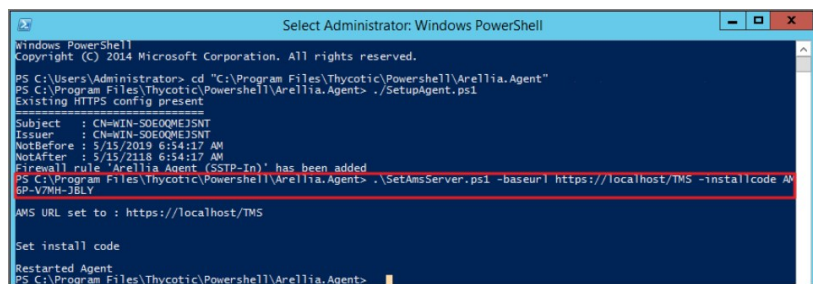 Select Administrator: Windows PowerShell
Windows PowerShell
Copyright (C) 2014 Microsoft Corporation. All rights reserved.
PS C:\Users\Administrator> cd "C:\Program Files\Thycotic\Powershell\Arellia.Agent"
PS C:\Program Files\Thycotic\Powershell\Arellia.Agent> ./SetupAgent.ps1
Existing HTTPS config present
==============================
Subject   : CN=WIN-SOEOQMEJSNT
Issuer    : CN=WIN-SOEOQMEJSNT
NotBefore : 5/15/2019 6:54:17 AM
NotAfter  : 5/15/2118 6:54:17 AM
Firewall rule 'Arellia Agent (SSTP-In)' has been added
PS C:\Program Files\Thycotic\Powershell\Arellia.Agent> .\SetAmsServer.ps1 -baseurl https://localhost/TMS -installcode AM
6P-V7MH-JBLY
AMS URL set to : https://localhost/TMS
Set install code
Restarted Agent
PS C:\Program Files\Thycotic\Powershell\Arellia.Agent>